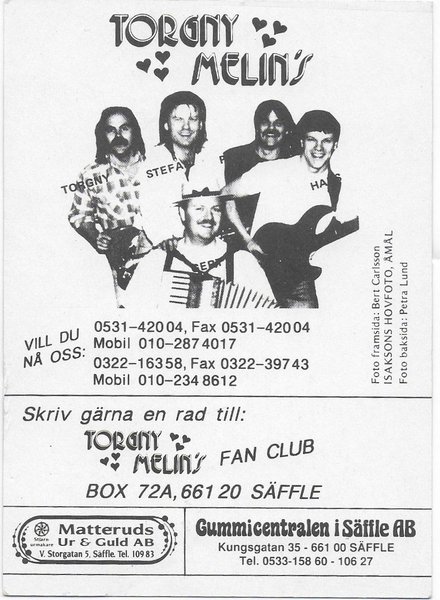 TORGNY
MELIN'S
TORGNY
STEFA
HA
VILL DU
NÅ OSS:
0531-420 04, Fax 0531-420 04
Mobil 010-287 4017
0322-163 58, Fax 0322-397 43
Mobil 010-234 8612
Foto framsida: Bert Carlsson
ISAKSONS HOVFOTO, ÅMÅL
Foto baksida: Petra Lund
Skriv gärna en rad till:
TORGNY
MELIN'S
FAN CLUB
BOX 72A, 661 20 SÄFFLE
Stjärn
urmakare
Matteruds
Ur & Guld AB
V. Storgatan 5, Säffle. Tel. 109 83
Gummicentralen i Säffle AB
Kungsgatan 35 - 661 00 SÄFFLE
Tel. 0533-158 60 - 106 27